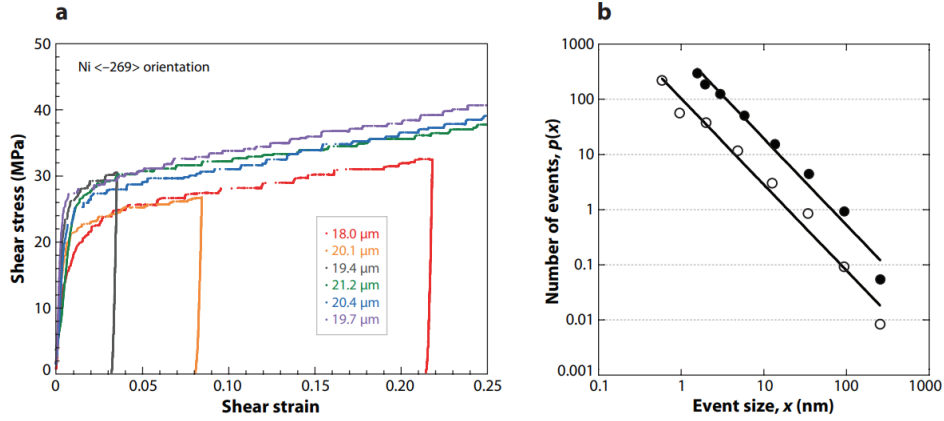 a
50
40
30
20
10
0
Shear stress (MPa)
Ni <–269> orientation
· 18.0 μm
· 20.1 μm
· 19.4 μm
· 21.2 μm
· 20.4 μm
· 19.7 μm
0 0.05 0.10 0.15 0.20 0.25
Shear strain
b
1000
100
10
1
0.1
0.01
0.001
Number of events, p(x)
0.1 1 10 100 1000
Event size, x (nm)